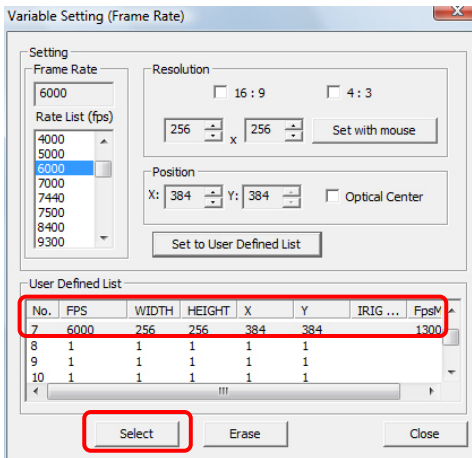 Variable Setting (Frame Rate)
Setting
Frame Rate
6000
Rate List (fps)
4000
5000
6000
7000
7440
7500
8400
9300
Resolution
16 : 9 4 : 3
256 x 256 Set with mouse
Position
X: 384 Y: 384 Optical Center
Set to User Defined List
User Defined List
No. FPS WIDTH HEIGHT X Y IRIG ... FpsM
7 6000 256 256 384 384 1300
8 1 1 1 1 1
9 1 1 1 1 1
10 1 1 1 1 1
Select Erase Close